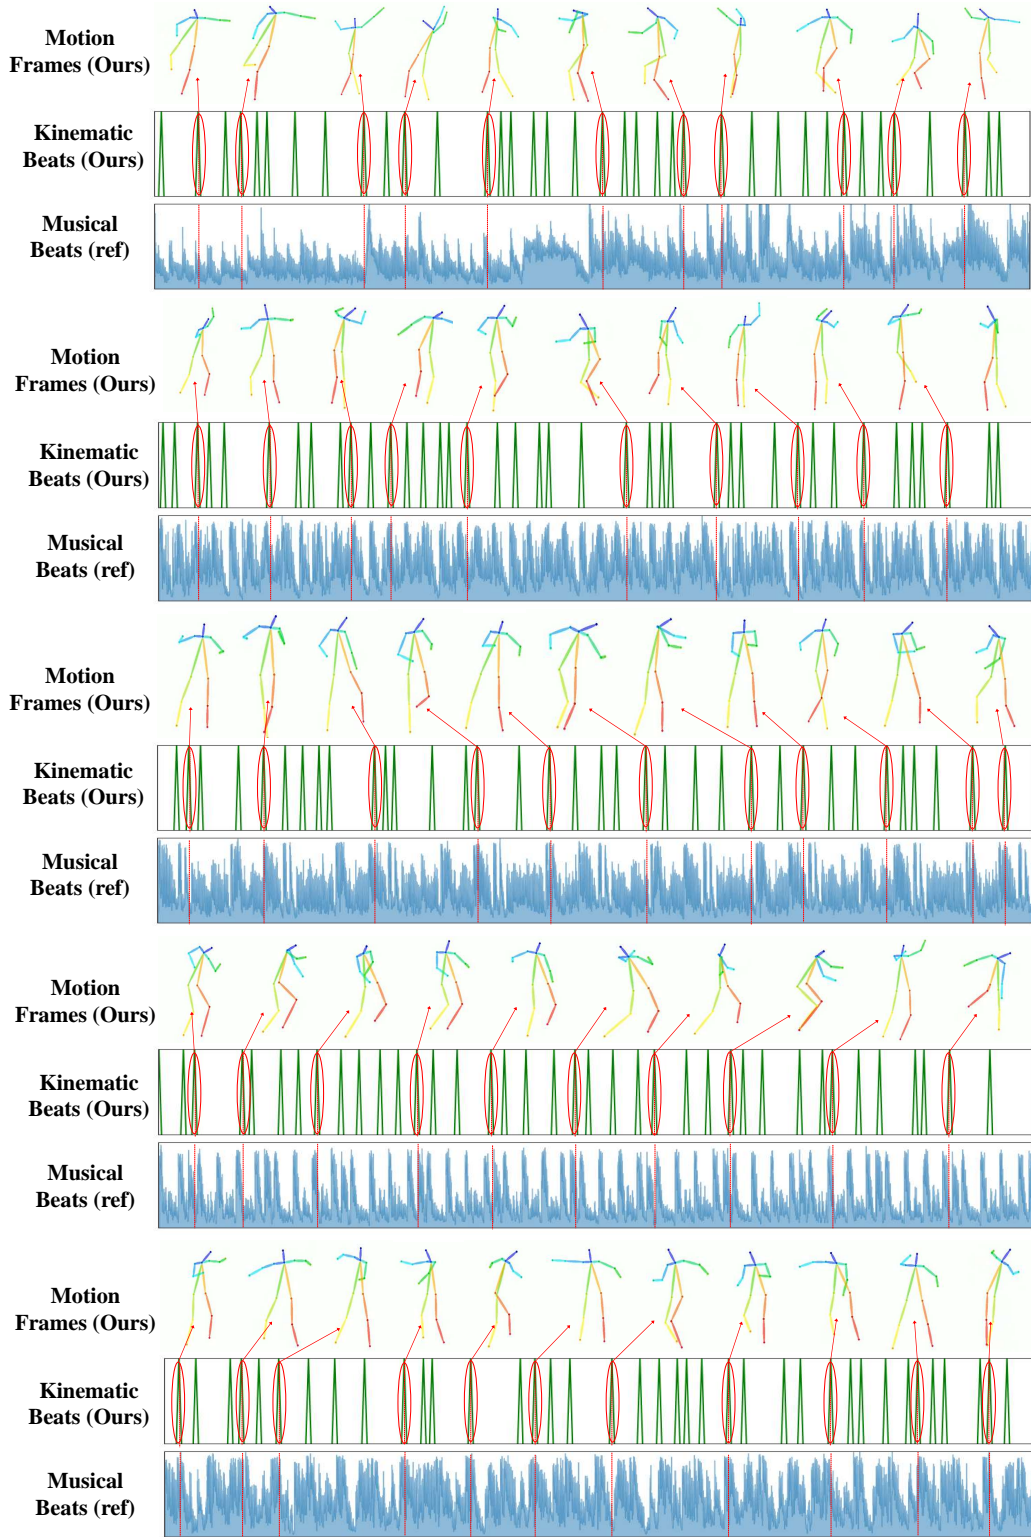 Motion
Frames (Ours)
Kinematic
Beats (Ours)
Musical
Beats (ref)
Motion
Frames (Ours)
Kinematic
Beats (Ours)
Musical
Beats (ref)
Motion
Frames (Ours)
Kinematic
Beats (Ours)
Musical
Beats (ref)
Motion
Frames (Ours)
Kinematic
Beats (Ours)
Musical
Beats (ref)
Motion
Frames (Ours)
Kinematic
Beats (Ours)
Musical
Beats (ref)